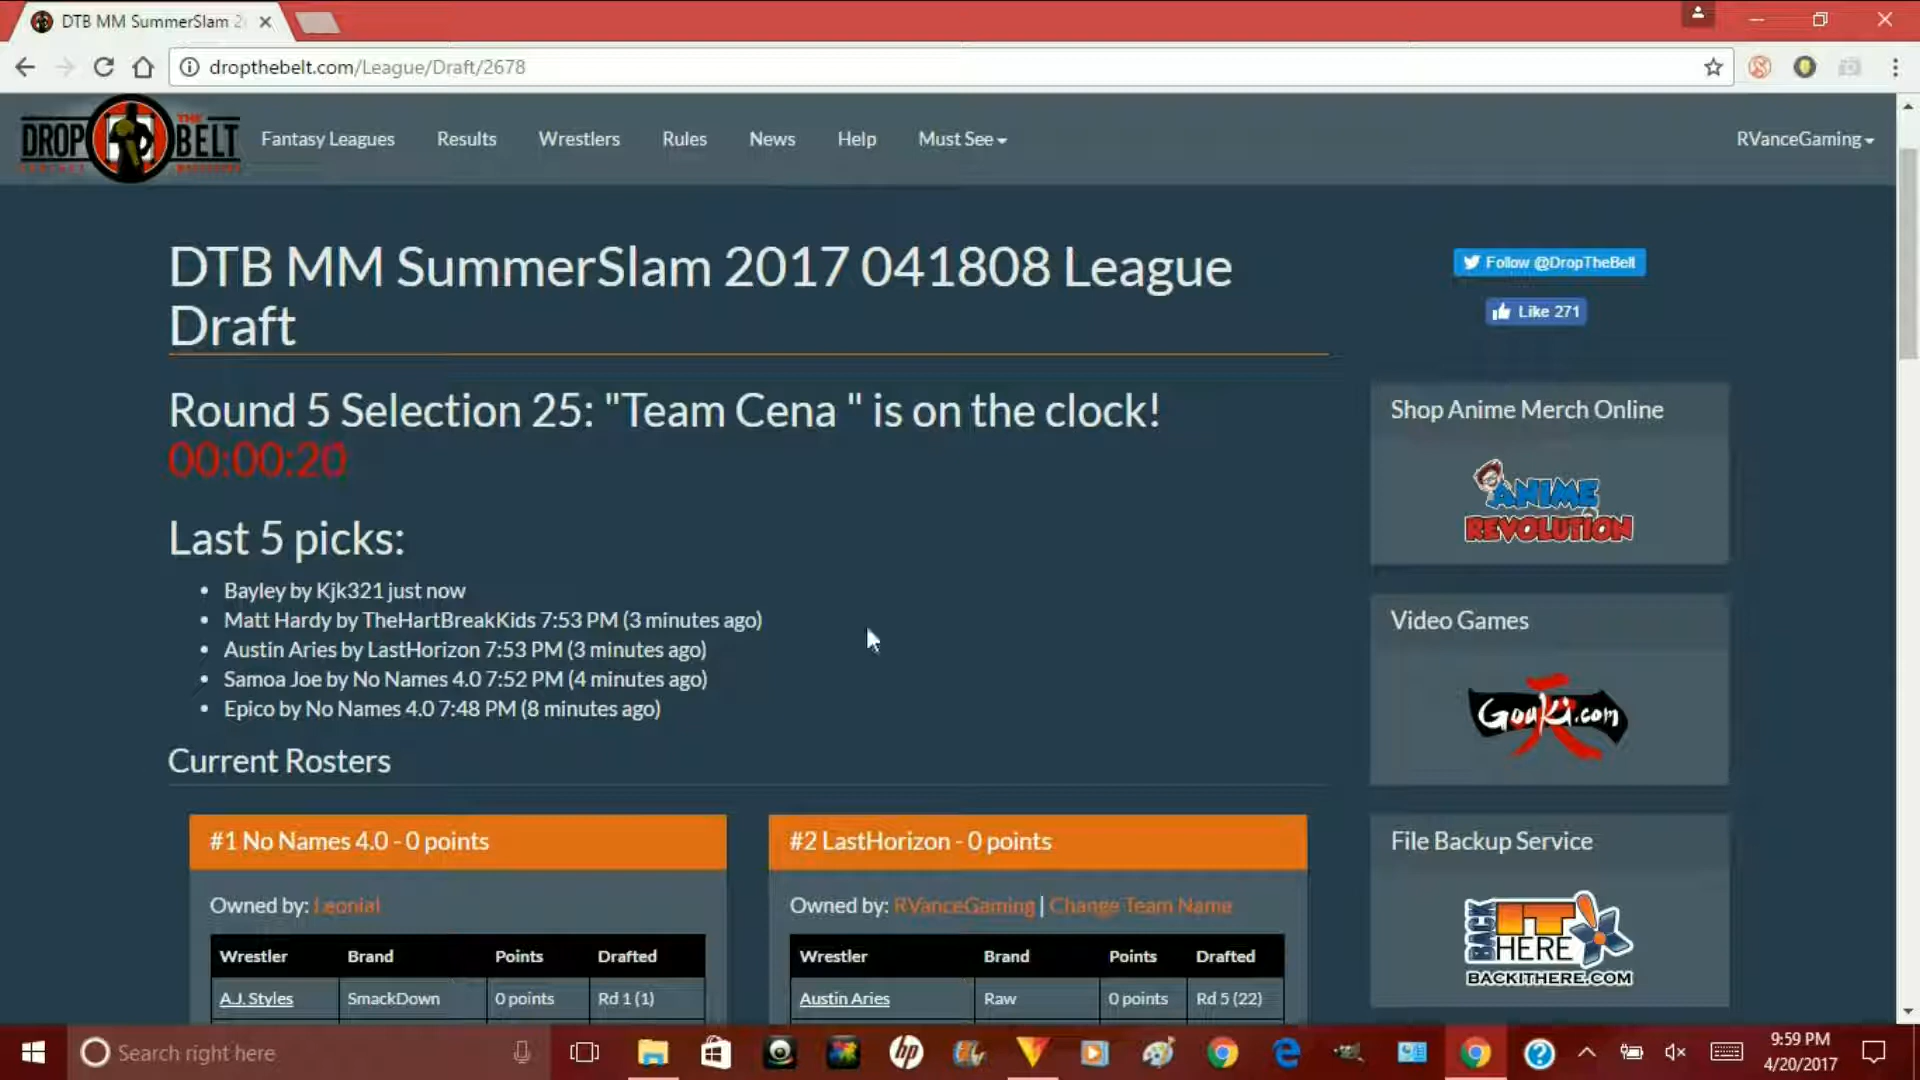 DTB MM SummerSlam 2
dropthebelt.com/League/Draft/2678
DROP THE BELT
Fantasy Leagues
Results
Wrestlers
Rules
News
Help
Must See
RVanceGaming
DTB MM SummerSlam 2017 041808 League
Draft
Follow @DropTheBelt
Like 271
Round 5 Selection 25: "Team Cena " is on the clock!
00:00:20
Last 5 picks:
Bayley by Kjk321 just now
Matt Hardy by TheHartBreakKids 7:53 PM (3 minutes ago)
Austin Aries by LastHorizon 7:53 PM (3 minutes ago)
Samoa Joe by No Names 4.0 7:52 PM (4 minutes ago)
Epico by No Names 4.0 7:48 PM (8 minutes ago)
Current Rosters
#1 No Names 4.0 - 0 points
Owned by: Leonial
Wrestler Brand Points Drafted
A.J. Styles SmackDown 0 points Rd 1 (1)
#2 LastHorizon - 0 points
Owned by: RVanceGaming | Change Team Name
Wrestler Brand Points Drafted
Austin Aries Raw 0 points Rd 5 (22)
Shop Anime Merch Online
ANIME
REVOLUTION
Video Games
Gouki.com
File Backup Service
BACK IT HERE
BACKITHERE.COM
Search right here
9:59 PM
4/20/2017